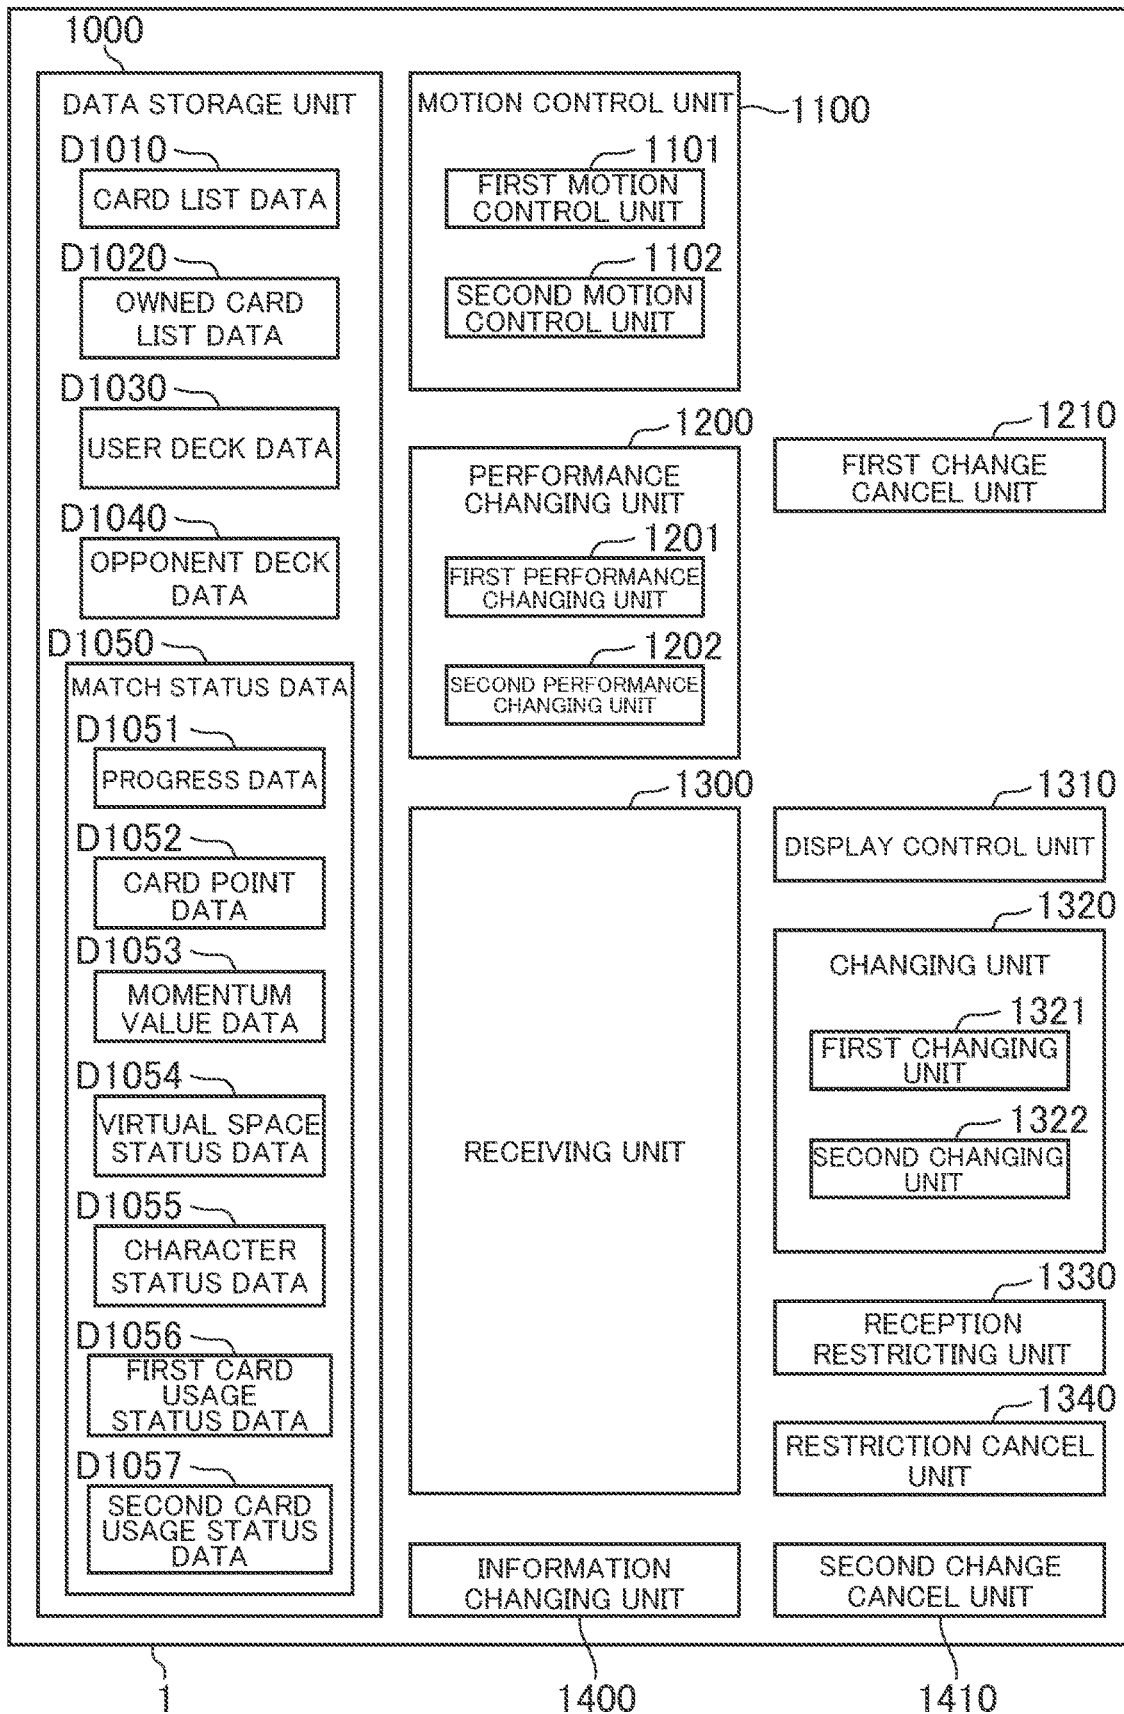 1000
DATA STORAGE UNIT
D1010
CARD LIST DATA
D1020
OWNED CARD
LIST DATA
D1030
USER DECK DATA
D1040
OPPONENT DECK
DATA
D1050
MATCH STATUS DATA
D1051
PROGRESS DATA
D1052
CARD POINT
DATA
D1053
MOMENTUM
VALUE DATA
D1054
VIRTUAL SPACE
STATUS DATA
D1055
CHARACTER
STATUS DATA
D1056
FIRST CARD
USAGE
STATUS DATA
D1057
SECOND CARD
USAGE STATUS
DATA
MOTION CONTROL UNIT
1100
1101
FIRST MOTION
CONTROL UNIT
1102
SECOND MOTION
CONTROL UNIT
1200
PERFORMANCE
CHANGING UNIT
1201
FIRST PERFORMANCE
CHANGING UNIT
1202
SECOND PERFORMANCE
CHANGING UNIT
1210
FIRST CHANGE
CANCEL UNIT
1300
RECEIVING UNIT
1310
DISPLAY CONTROL UNIT
1320
CHANGING UNIT
1321
FIRST CHANGING
UNIT
1322
SECOND CHANGING
UNIT
1330
RECEPTION
RESTRICTING UNIT
1340
RESTRICTION CANCEL
UNIT
INFORMATION
CHANGING UNIT
SECOND CHANGE
CANCEL UNIT
1
1400
1410